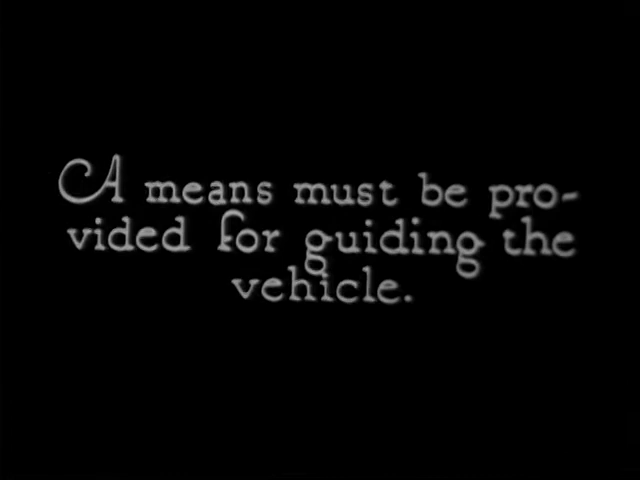 A means must be pro-
vided for guiding the
vehicle.